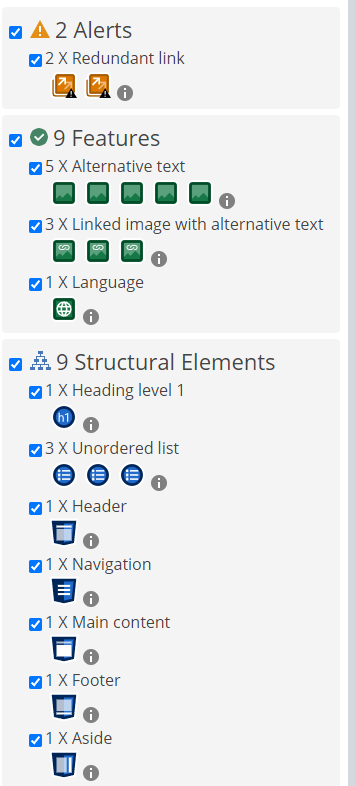 2 Alerts
2 X Redundant link
9 Features
5 X Alternative text
3 X Linked image with alternative text
1 X Language
9 Structural Elements
1 X Heading level 1
h1
3 X Unordered list
1 X Header
1 X Navigation
1 X Main content
1 X Footer
1 X Aside